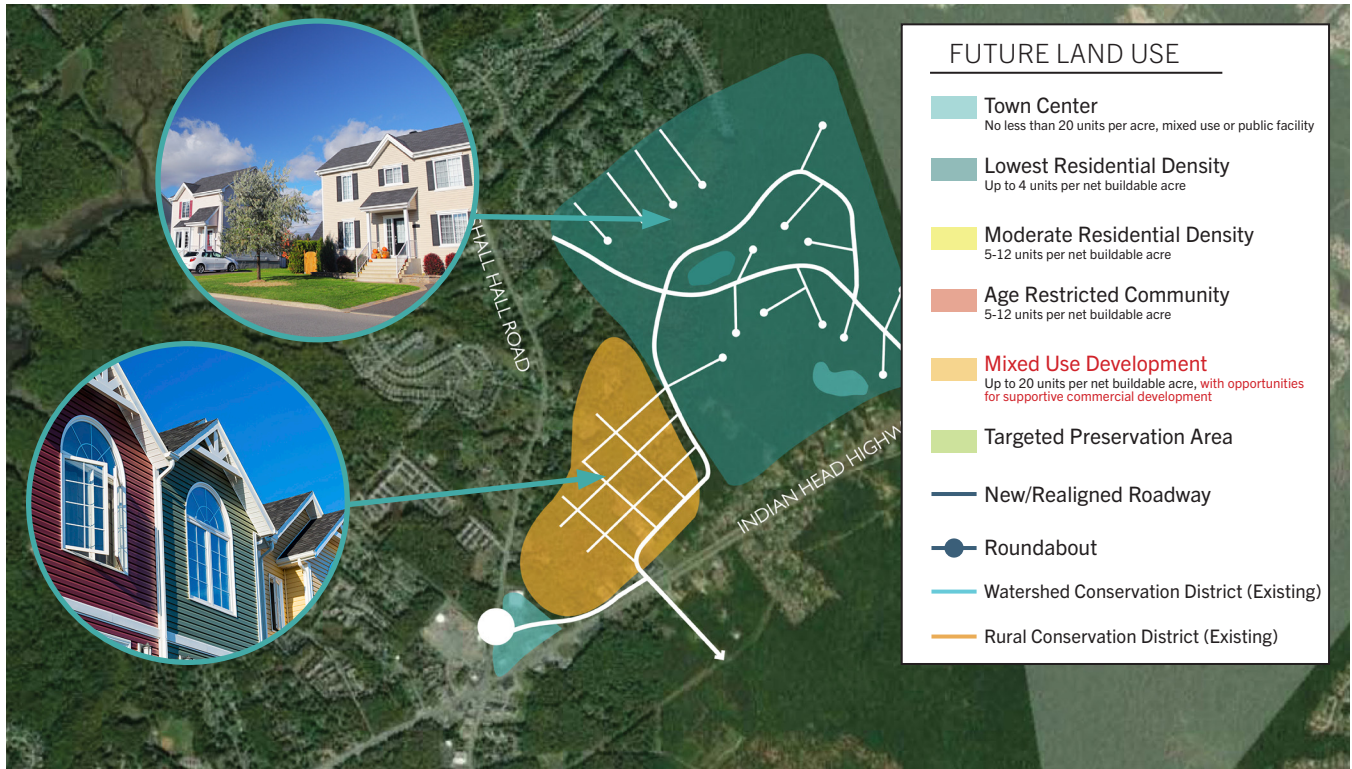 SHALL HALL ROAD
INDIAN HEAD HIGHW
FUTURE LAND USE
Town Center
No less than 20 units per acre, mixed use or public facility
Lowest Residential Density
Up to 4 units per net buildable acre
Moderate Residential Density
5-12 units per net buildable acre
Age Restricted Community
5-12 units per net buildable acre
Mixed Use Development
Up to 20 units per net buildable acre, with opportunities
for supportive commercial development
Targeted Preservation Area
New/Realigned Roadway
Roundabout
Watershed Conservation District (Existing)
Rural Conservation District (Existing)